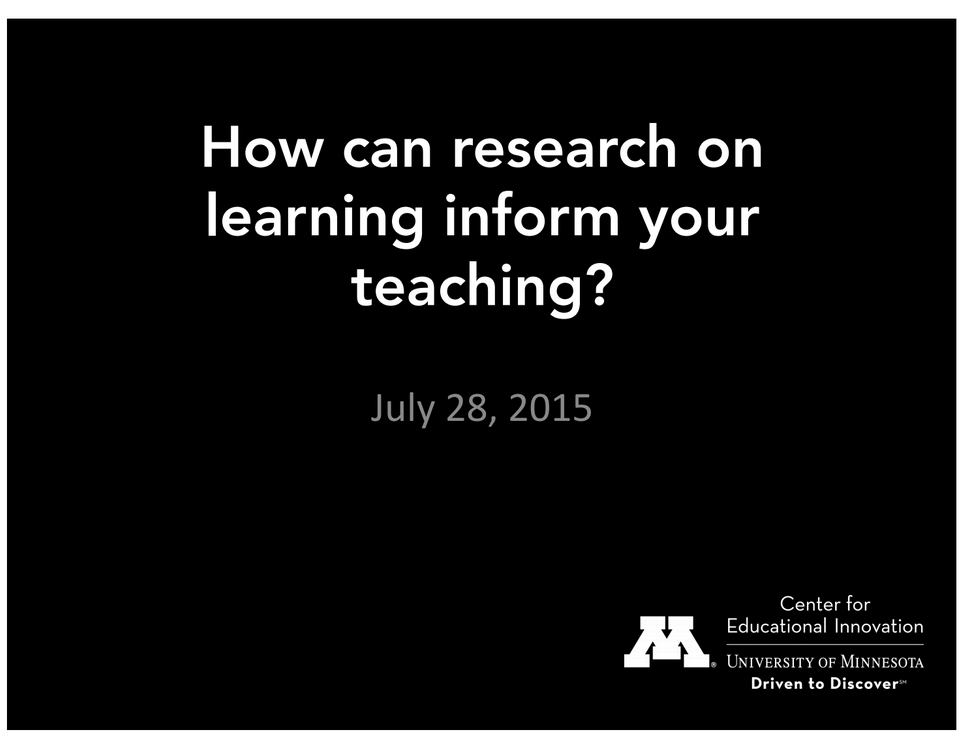 How can research on
learning inform your
teaching?
July 28, 2015
Center for
Educational Innovation
M®
UNIVERSITY OF MINNESOTA
Driven to Discover℠